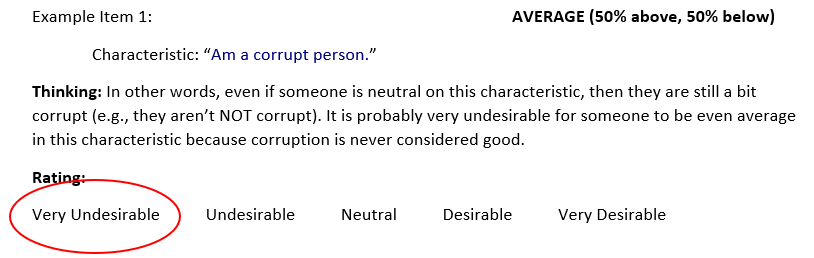 Example Item 1: AVERAGE (50% above, 50% below)
Characteristic: “Am a corrupt person.”
Thinking: In other words, even if someone is neutral on this characteristic, then they are still a bit
corrupt (e.g., they aren’t NOT corrupt). It is probably very undesirable for someone to be even average
in this characteristic because corruption is never considered good.
Rating:
Very Undesirable Undesirable Neutral Desirable Very Desirable